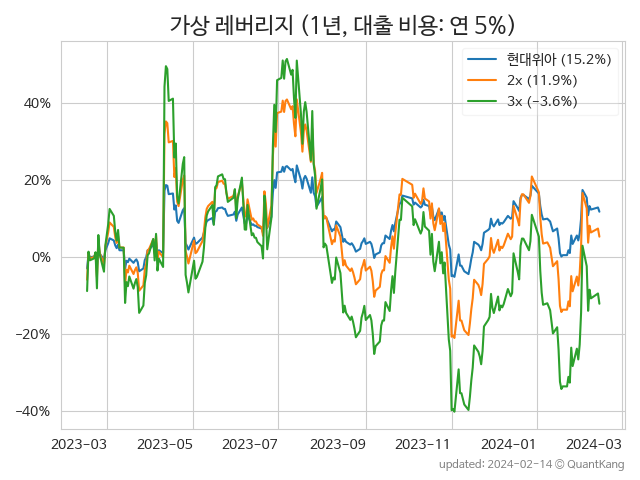 가상 레버리지 (1년, 대출 비용: 연 5%)
현대위아 (15.2%)
2x (11.9%)
3x (−3.6%)
40%
20%
0%
−20%
−40%
2023−03 2023−05 2023−07 2023−09 2023−11 2024−01 2024−03
updated: 2024-02-14 © QuantKang